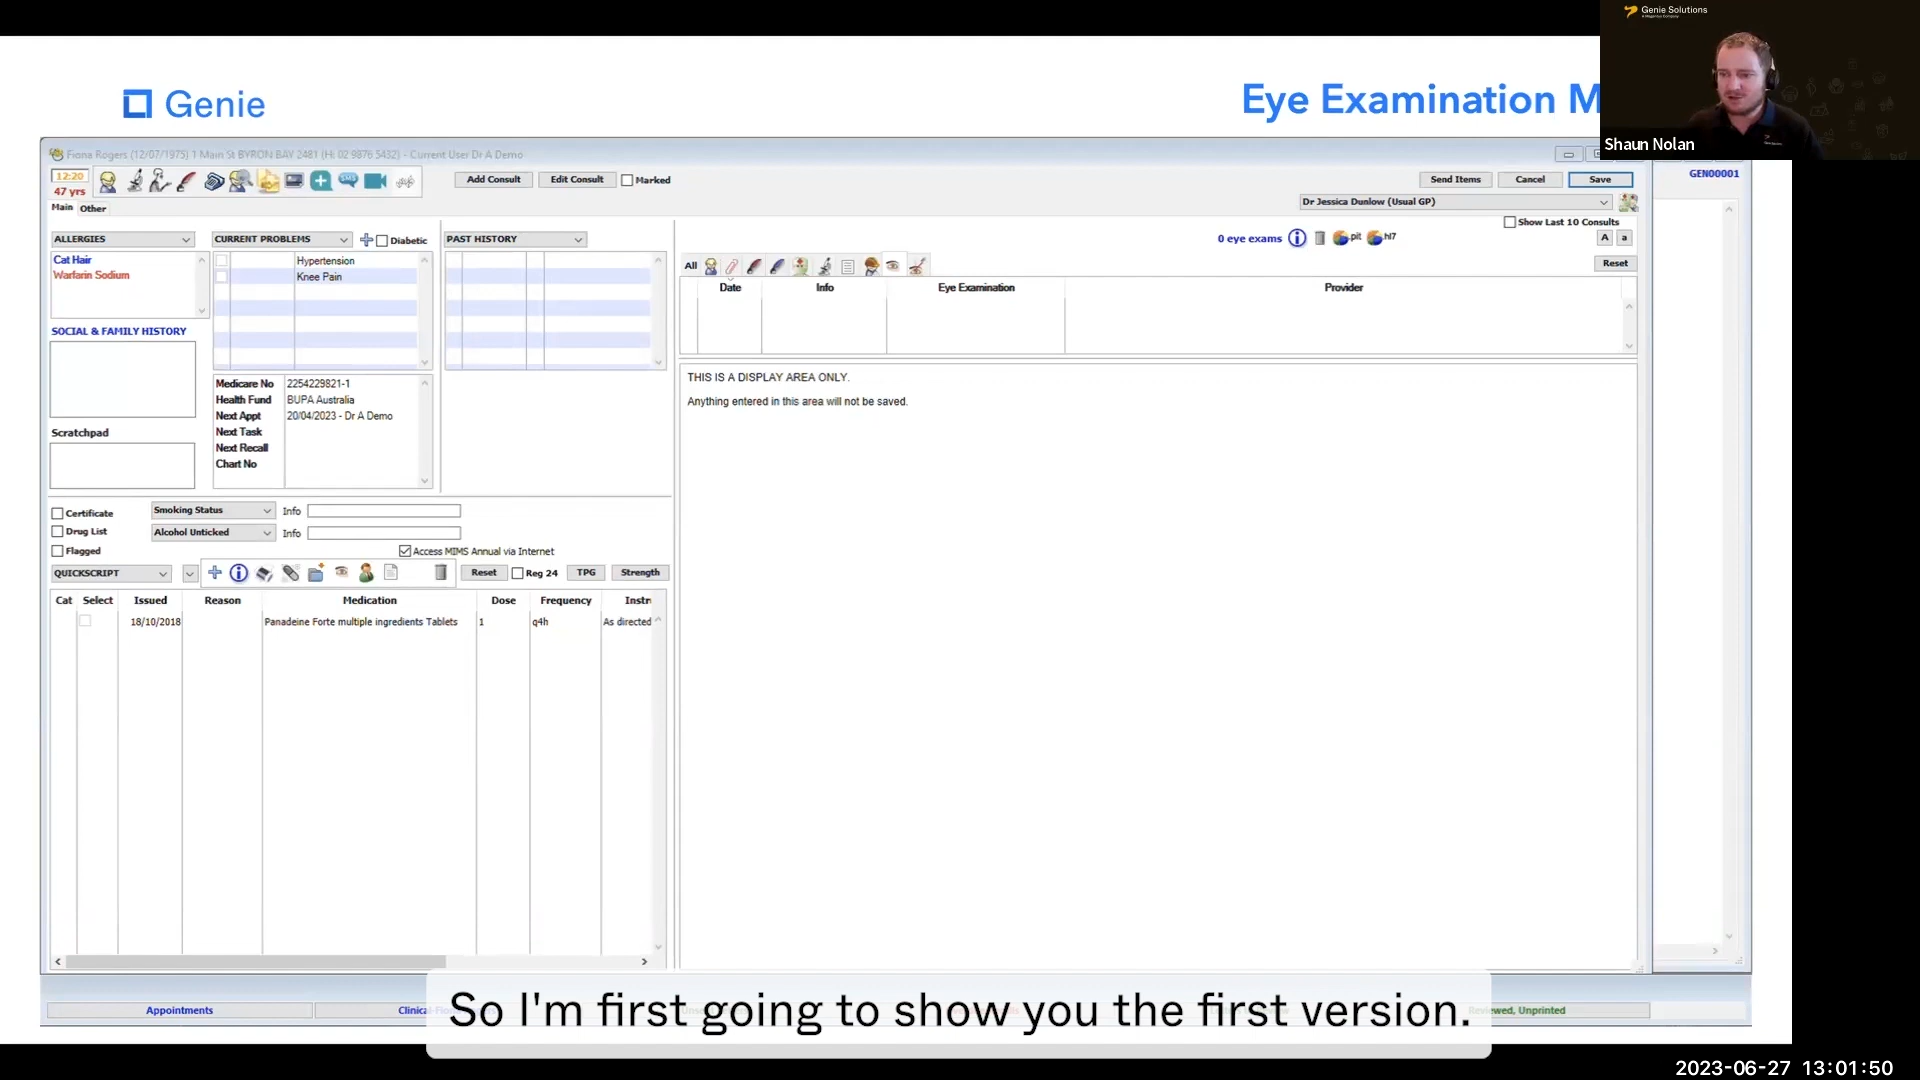 Genie Solutions
Genie
Eye Examination M
Shaun Nolan
Fiona Rogers (12/07/1975) 1 Main St BYRON BAY 2481 (H: 02 9876 5432) - Current User Dr A Demo
12:20
47 yrs
Add Consult
Edit Consult
Marked
Send Items
Cancel
Save
GEN00001
Main
Other
Dr Jessica Dunlow (Usual GP)
Show Last 10 Consults
ALLERGIES
CURRENT PROBLEMS
Diabetic
PAST HISTORY
0 eye exams
pit
hl7
A
a
Cat Hair
Warfarin Sodium
Hypertension
Knee Pain
All
Reset
Date
Info
Eye Examination
Provider
SOCIAL & FAMILY HISTORY
THIS IS A DISPLAY AREA ONLY.
Anything entered in this area will not be saved.
Medicare No 2254229821-1
Health Fund BUPA Australia
Next Appt 20/04/2023 - Dr A Demo
Next Task
Next Recall
Chart No
Scratchpad
Certificate
Smoking Status
Info
Drug List
Alcohol Unticked
Info
Flagged
Access MIMS Annual via Internet
QUICKSCRIPT
Reset
Reg 24
TPG
Strength
Cat Select Issued Reason Medication Dose Frequency Instr
18/10/2018 Panadeine Forte multiple ingredients Tablets 1 q4h As directed
Appointments
So I'm first going to show you the first version.
2023-06-27 13:01:50